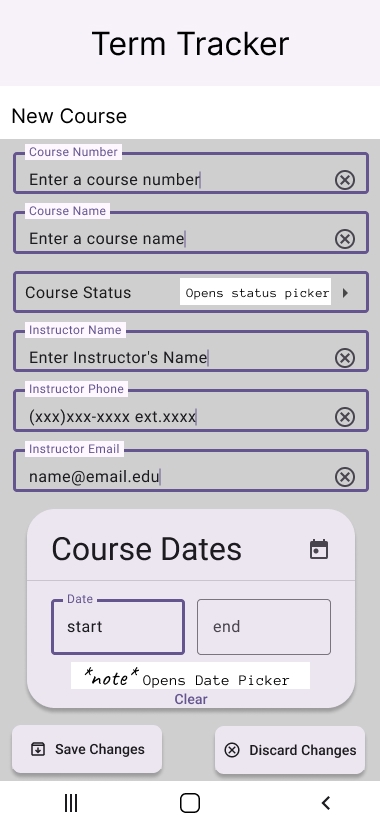 Term Tracker
New Course
Course Number
Enter a course number
Course Name
Enter a course name
Course Status Opens status picker
Instructor Name
Enter Instructor's Name
Instructor Phone
(xxx)xxx-xxxx ext.xxxx
Instructor Email
name@email.edu
Course Dates
Date
start end
*note* Opens Date Picker
Clear
Save Changes Discard Changes